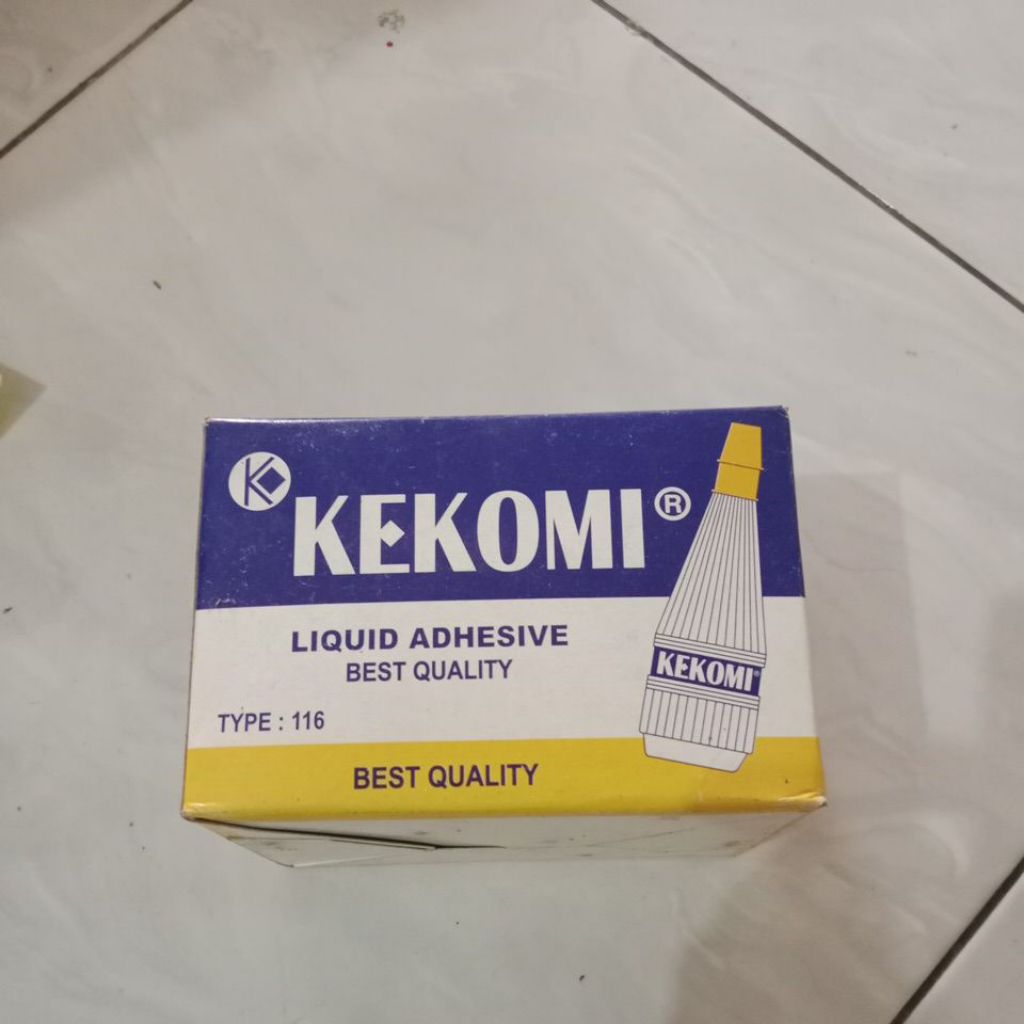 K
KEKOMI®
LIQUID ADHESIVE
BEST QUALITY
KEKOMI®
TYPE : 116
BEST QUALITY